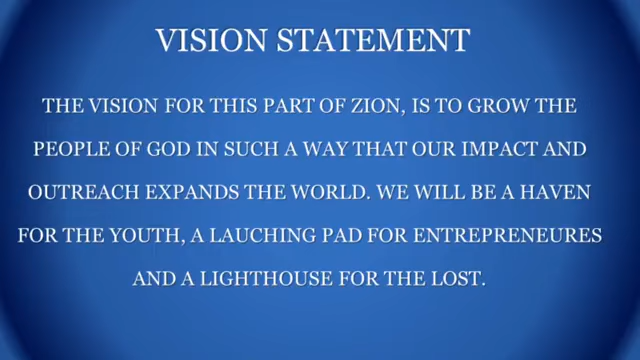 VISION STATEMENT
THE VISION FOR THIS PART OF ZION, IS TO GROW THE
PEOPLE OF GOD IN SUCH A WAY THAT OUR IMPACT AND
OUTREACH EXPANDS THE WORLD. WE WILL BE A HAVEN
FOR THE YOUTH, A LAUCHING PAD FOR ENTREPRENEURES
AND A LIGHTHOUSE FOR THE LOST.